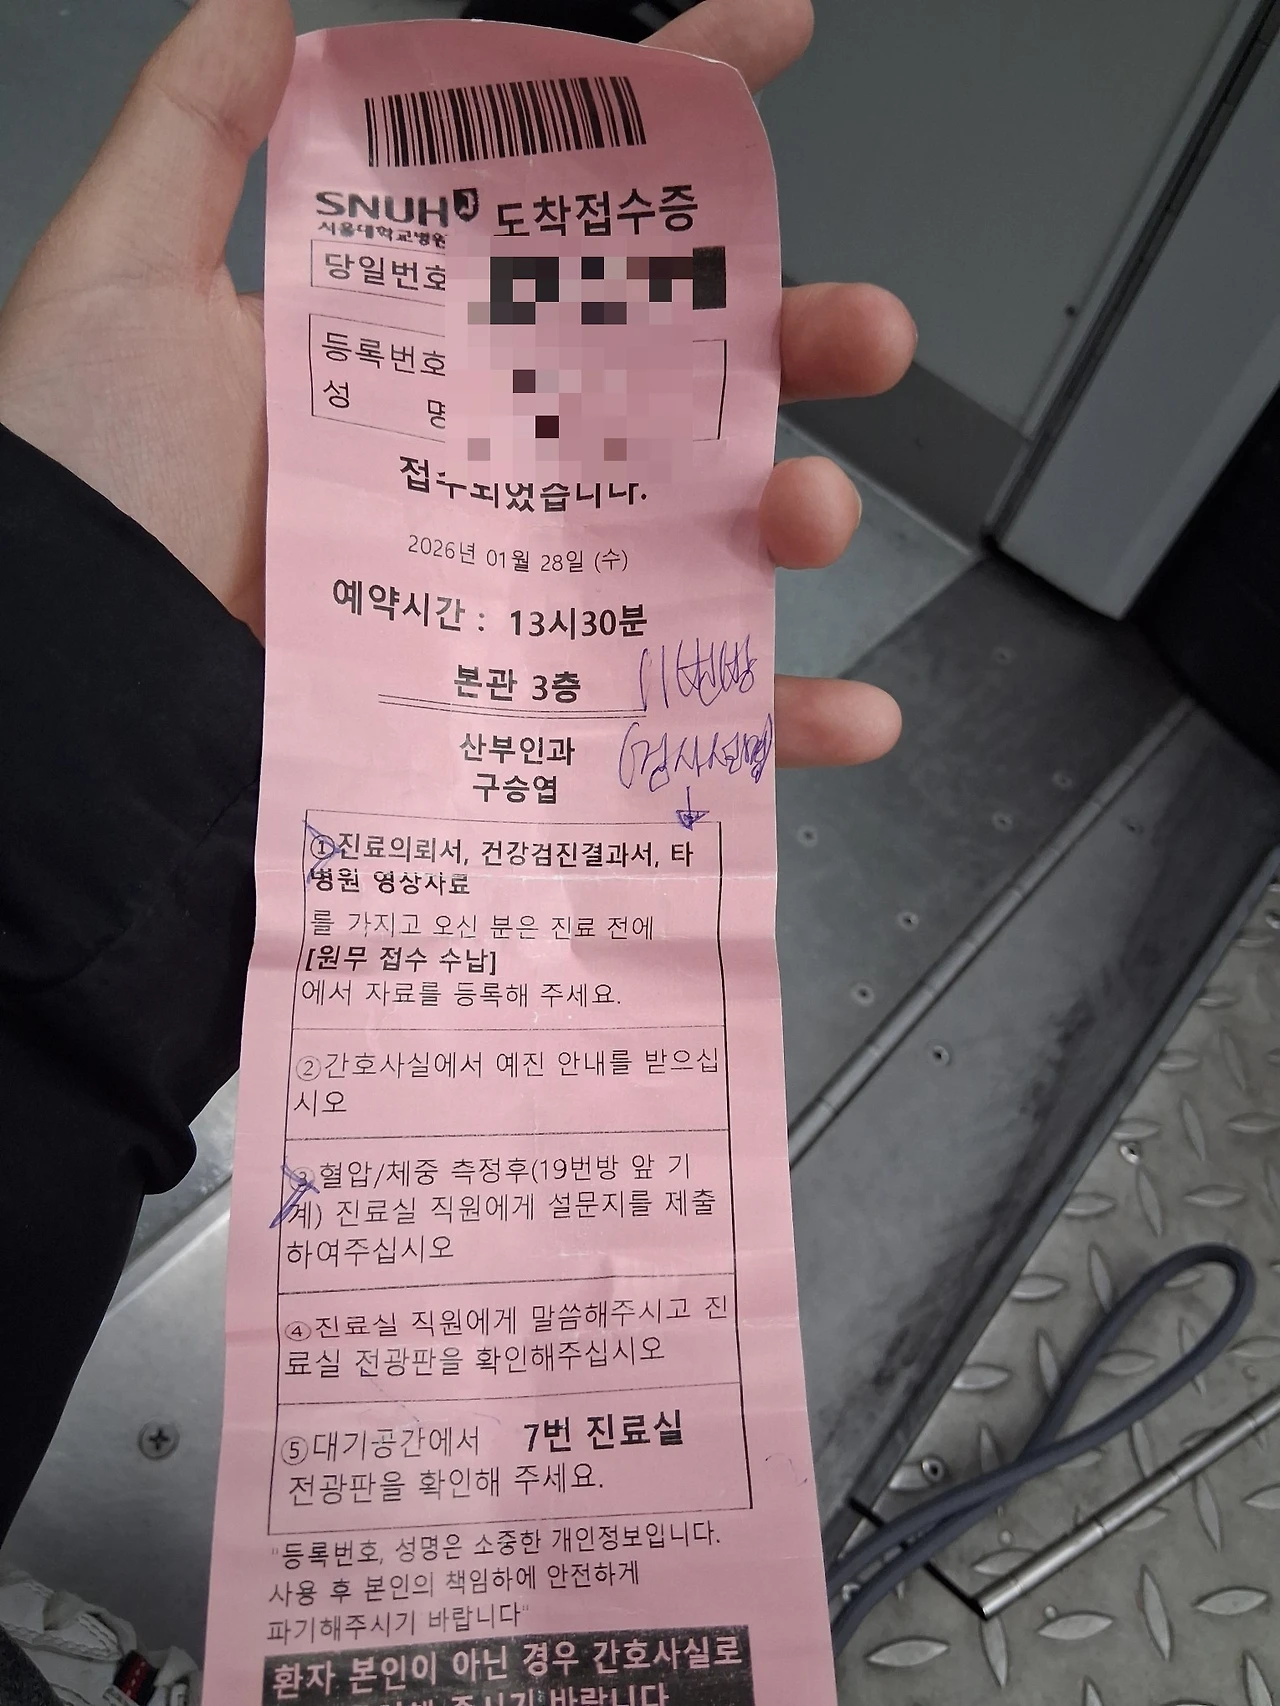 SNUH 도착접수증
서울대학교병원
당일번호
등록번호
성 명
접수되었습니다.
2026년 01월 28일 (수)
예약시간 : 13시30분
본관 3층 11번방
산부인과 (검사설명)
구승엽
①진료의뢰서, 건강검진결과서, 타
병원 영상자료
를 가지고 오신 분은 진료 전에
[원무 접수 수납]
에서 자료를 등록해 주세요.
②간호사실에서 예진 안내를 받으십
시오
③혈압/체중 측정후(19번방 앞 기
계) 진료실 직원에게 설문지를 제출
하여주십시오
④진료실 직원에게 말씀해주시고 진
료실 전광판을 확인해주십시오
⑤대기공간에서 7번 진료실
전광판을 확인해 주세요.
"등록번호, 성명은 소중한 개인정보입니다.
사용 후 본인의 책임하에 안전하게
파기해주시기 바랍니다"
환자 본인이 아닌 경우 간호사실로
주시기 바랍니다